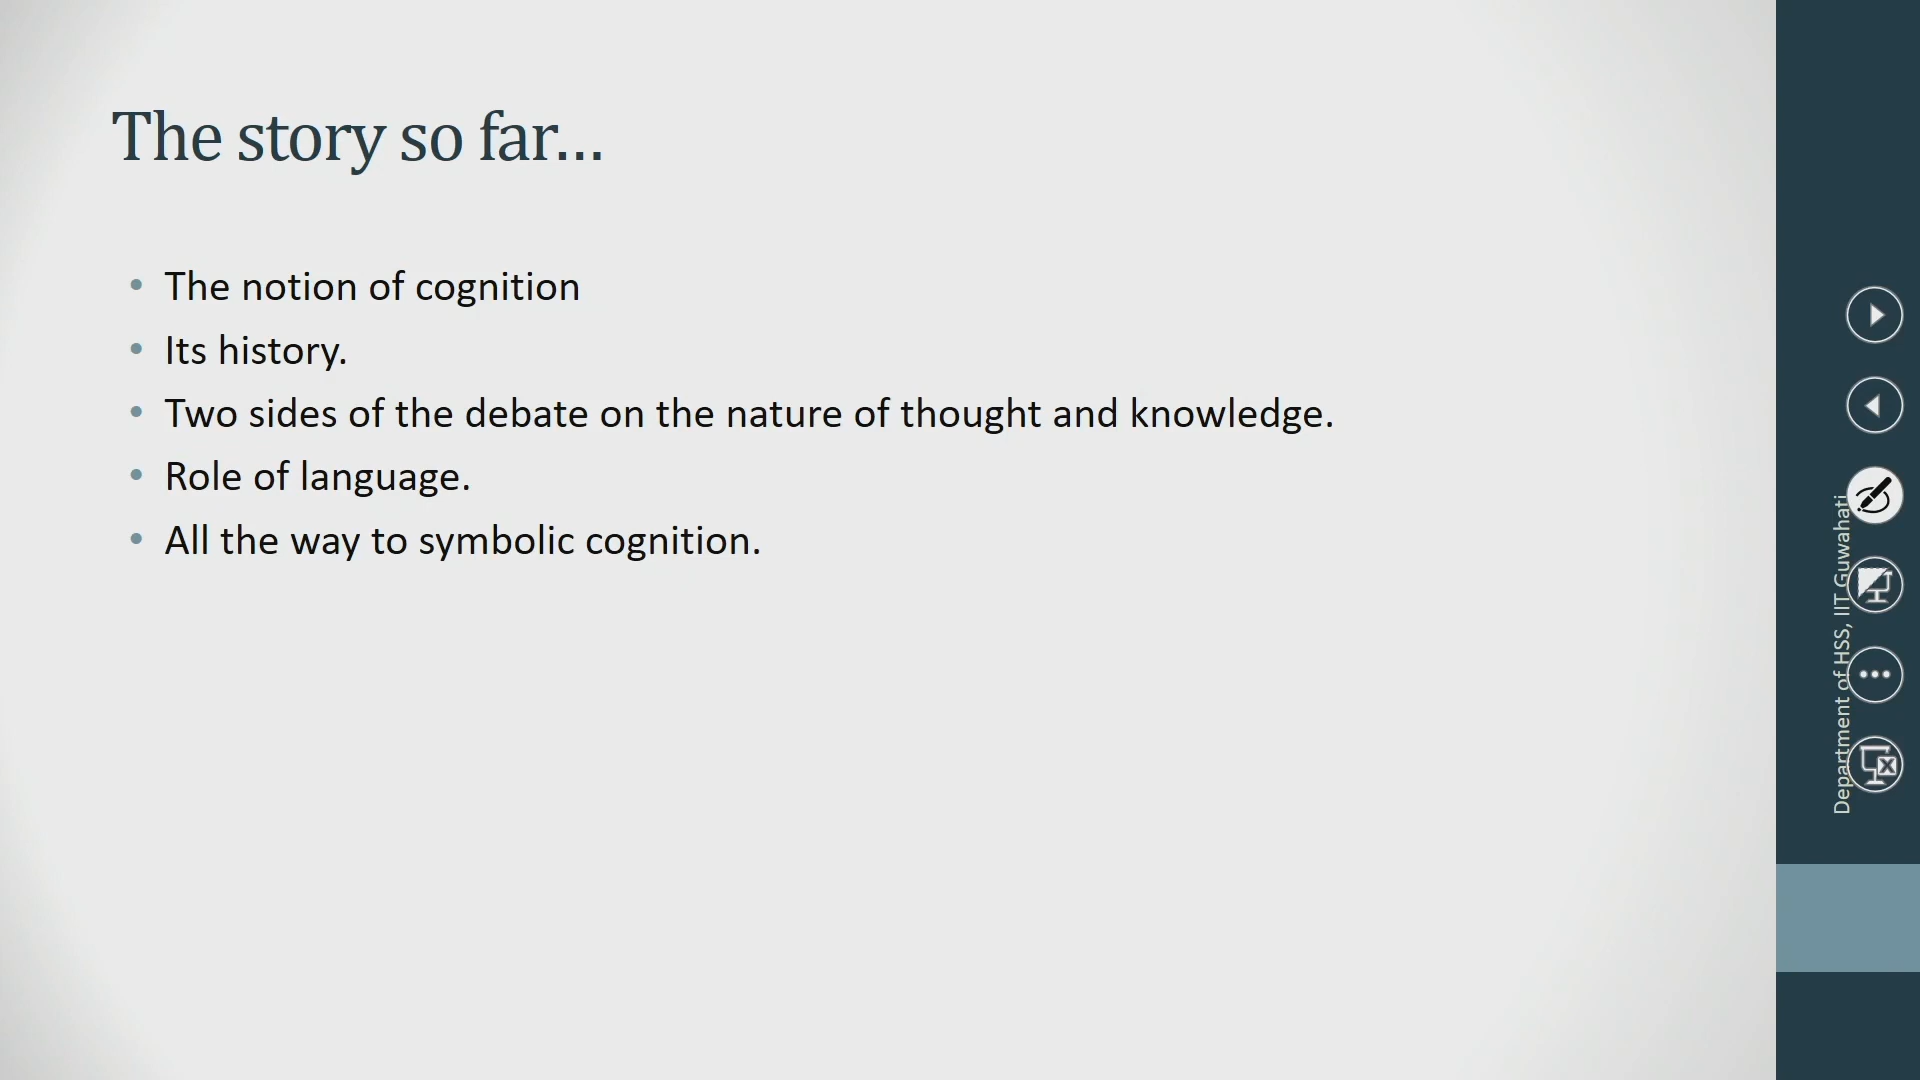 The story so far...
• The notion of cognition
• Its history.
• Two sides of the debate on the nature of thought and knowledge.
• Role of language.
• All the way to symbolic cognition.
Department of HSS, IIT Guwahati